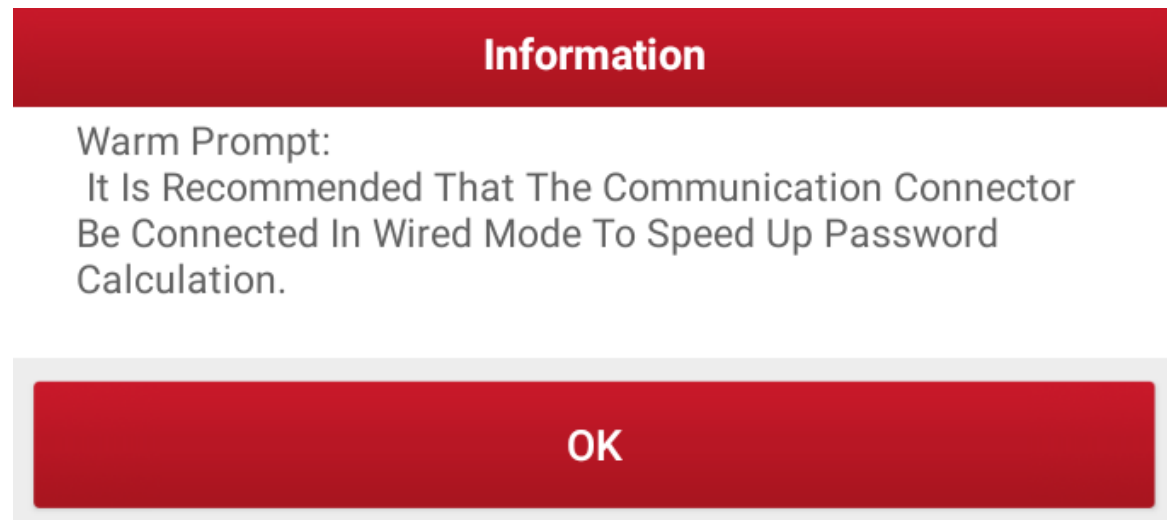 Information
Warm Prompt:
It Is Recommended That The Communication Connector
Be Connected In Wired Mode To Speed Up Password
Calculation.
OK